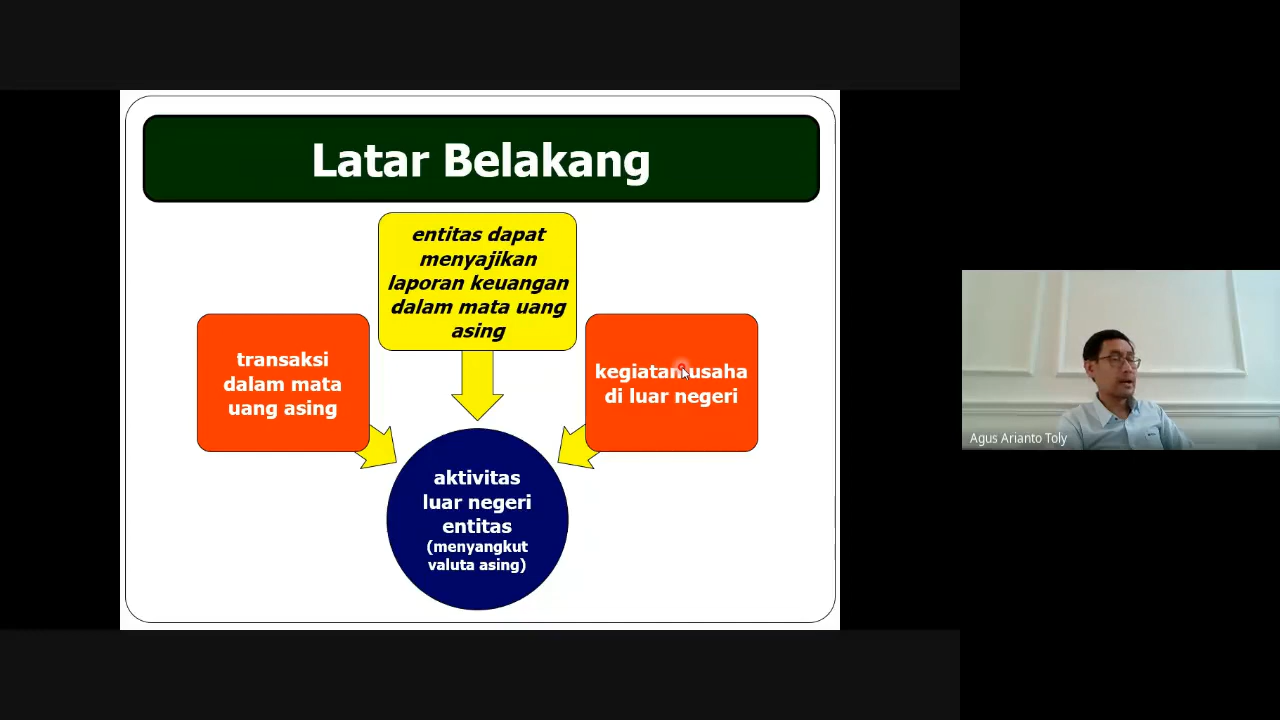 Latar Belakang
entitas dapat
menyajikan
laporan keuangan
dalam mata uang
asing
transaksi
dalam mata
uang asing
kegiatan usaha
di luar negeri
aktivitas
luar negeri
entitas
(menyangkut
valuta asing)
Agus Arianto Toly